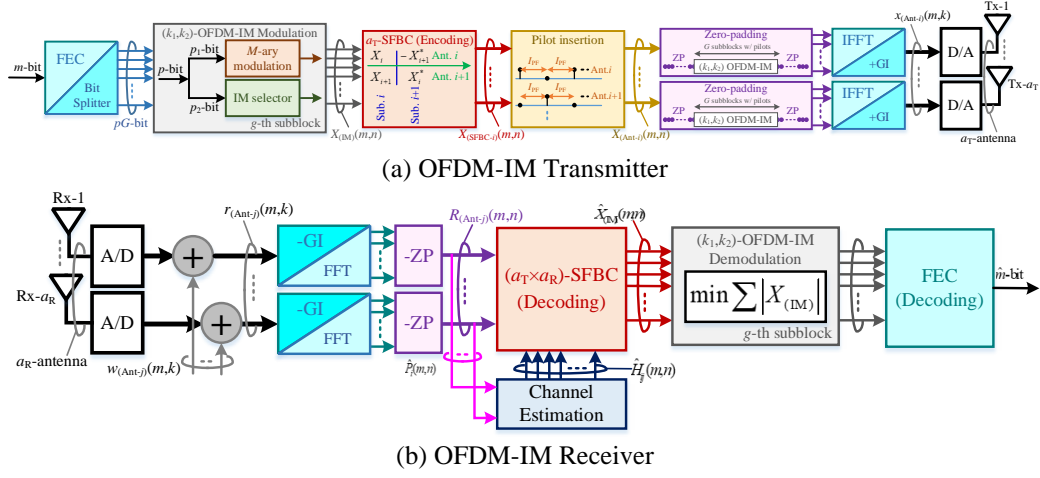 m-bit
FEC
Bit
Splitter
pG-bit
(k₁,k₂)-OFDM-IM Modulation
p-bit
p₁-bit
p₂-bit
M-ary
modulation
IM selector
g-th subblock
X(IM)(m,n)
aT-SFBC (Encoding)
Xi −X*i+1 Ant. i
Xi+1 X*i Ant. i+1
Sub. i
Sub. i+1
X(SFBC-i)(m,n)
Pilot insertion
IPF IPF Ant.i
IPF IPF Ant.i+1
X(Ant-i)(m,n)
Zero-padding
G subblocks w/ pilots
ZP (k₁,k₂) OFDM-IM ZP
Zero-padding
G subblocks w/ pilots
ZP (k₁,k₂) OFDM-IM ZP
IFFT
+GI
IFFT
+GI
x(Ant-i)(m,k)
D/A
D/A
Tx-1
Tx-aT
aT-antenna
(a) OFDM-IM Transmitter
Rx-1
Rx-aR
aR-antenna
A/D
A/D
+
+
w(Ant-j)(m,k)
r(Ant-j)(m,k)
-GI
FFT
-GI
FFT
-ZP
-ZP
R(Ant-j)(m,n)
P̂i(m,n)
(aT×aR)-SFBC
(Decoding)
Channel
Estimation
Ĥij(m,n)
X̂(IM)(m,n)
(k₁,k₂)-OFDM-IM
Demodulation
min∑|X(IM)|
g-th subblock
FEC
(Decoding)
m̂-bit
(b) OFDM-IM Receiver